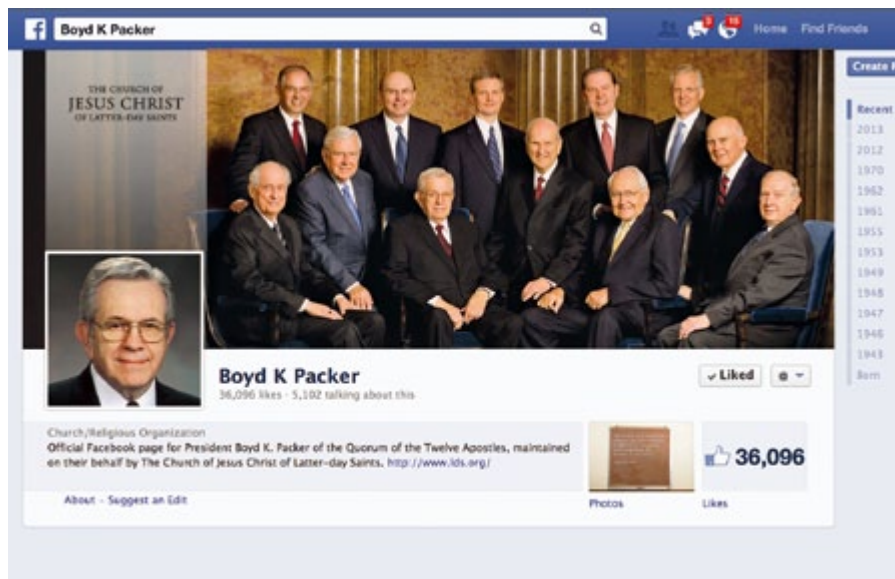 f
Boyd K Packer
3
15
Home
Find Friends
THE CHURCH OF
JESUS CHRIST
OF LATTER-DAY SAINTS
Create
Recent
2013
2012
1970
1962
1961
1955
1953
1949
1948
1947
1946
1943
Born
Boyd K Packer
36,096 likes · 5,102 talking about this
Liked
Church/Religious Organization
Official Facebook page for President Boyd K. Packer of the Quorum of the Twelve Apostles, maintained
on their behalf by The Church of Jesus Christ of Latter-day Saints. http://www.lds.org/
About - Suggest an Edit
36,096
Photos
Likes